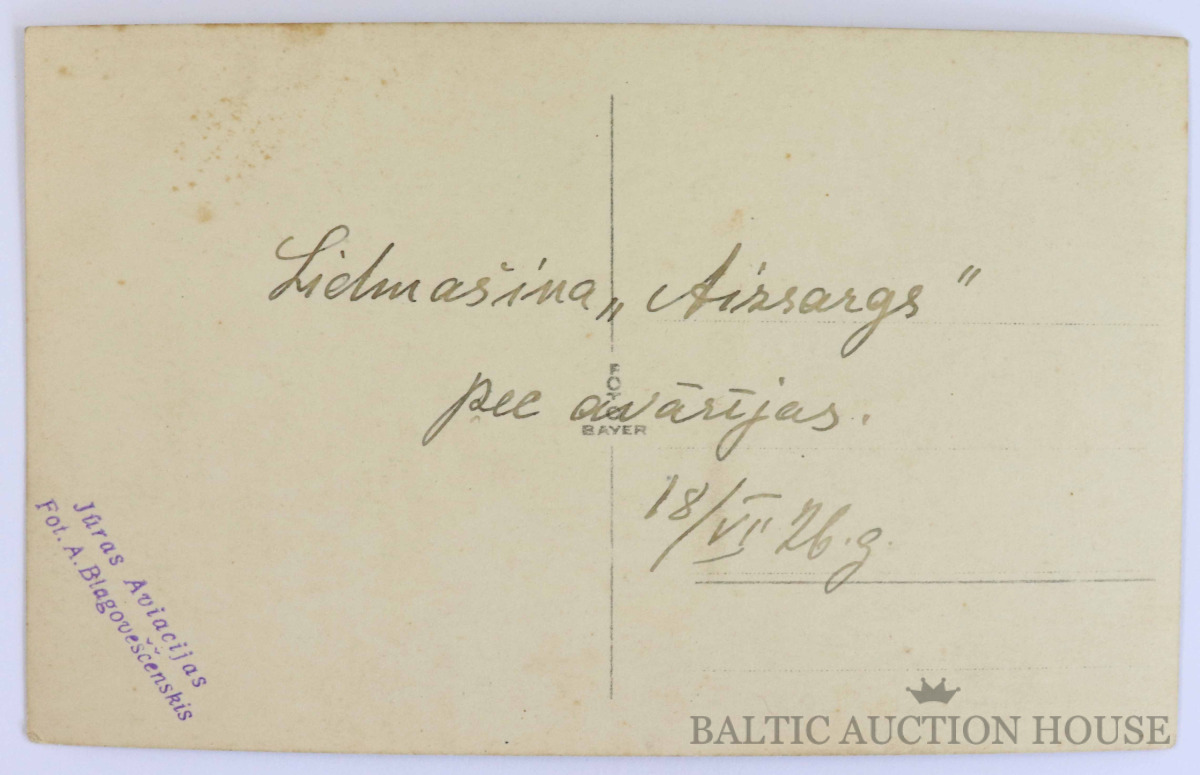 Lidmašina „Aizsargs"
pēc avārijas.
18/VII 26.g.
FOTO
BAYER
Jūras Aviacijas
Fot. A. Blagoveščenskis
BALTIC AUCTION HOUSE